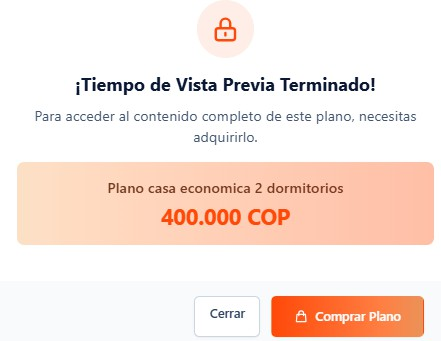 ¡Tiempo de Vista Previa Terminado!
Para acceder al contenido completo de este plano, necesitas
adquirirlo.
Plano casa economica 2 dormitorios
400.000 COP
Cerrar
Comprar Plano